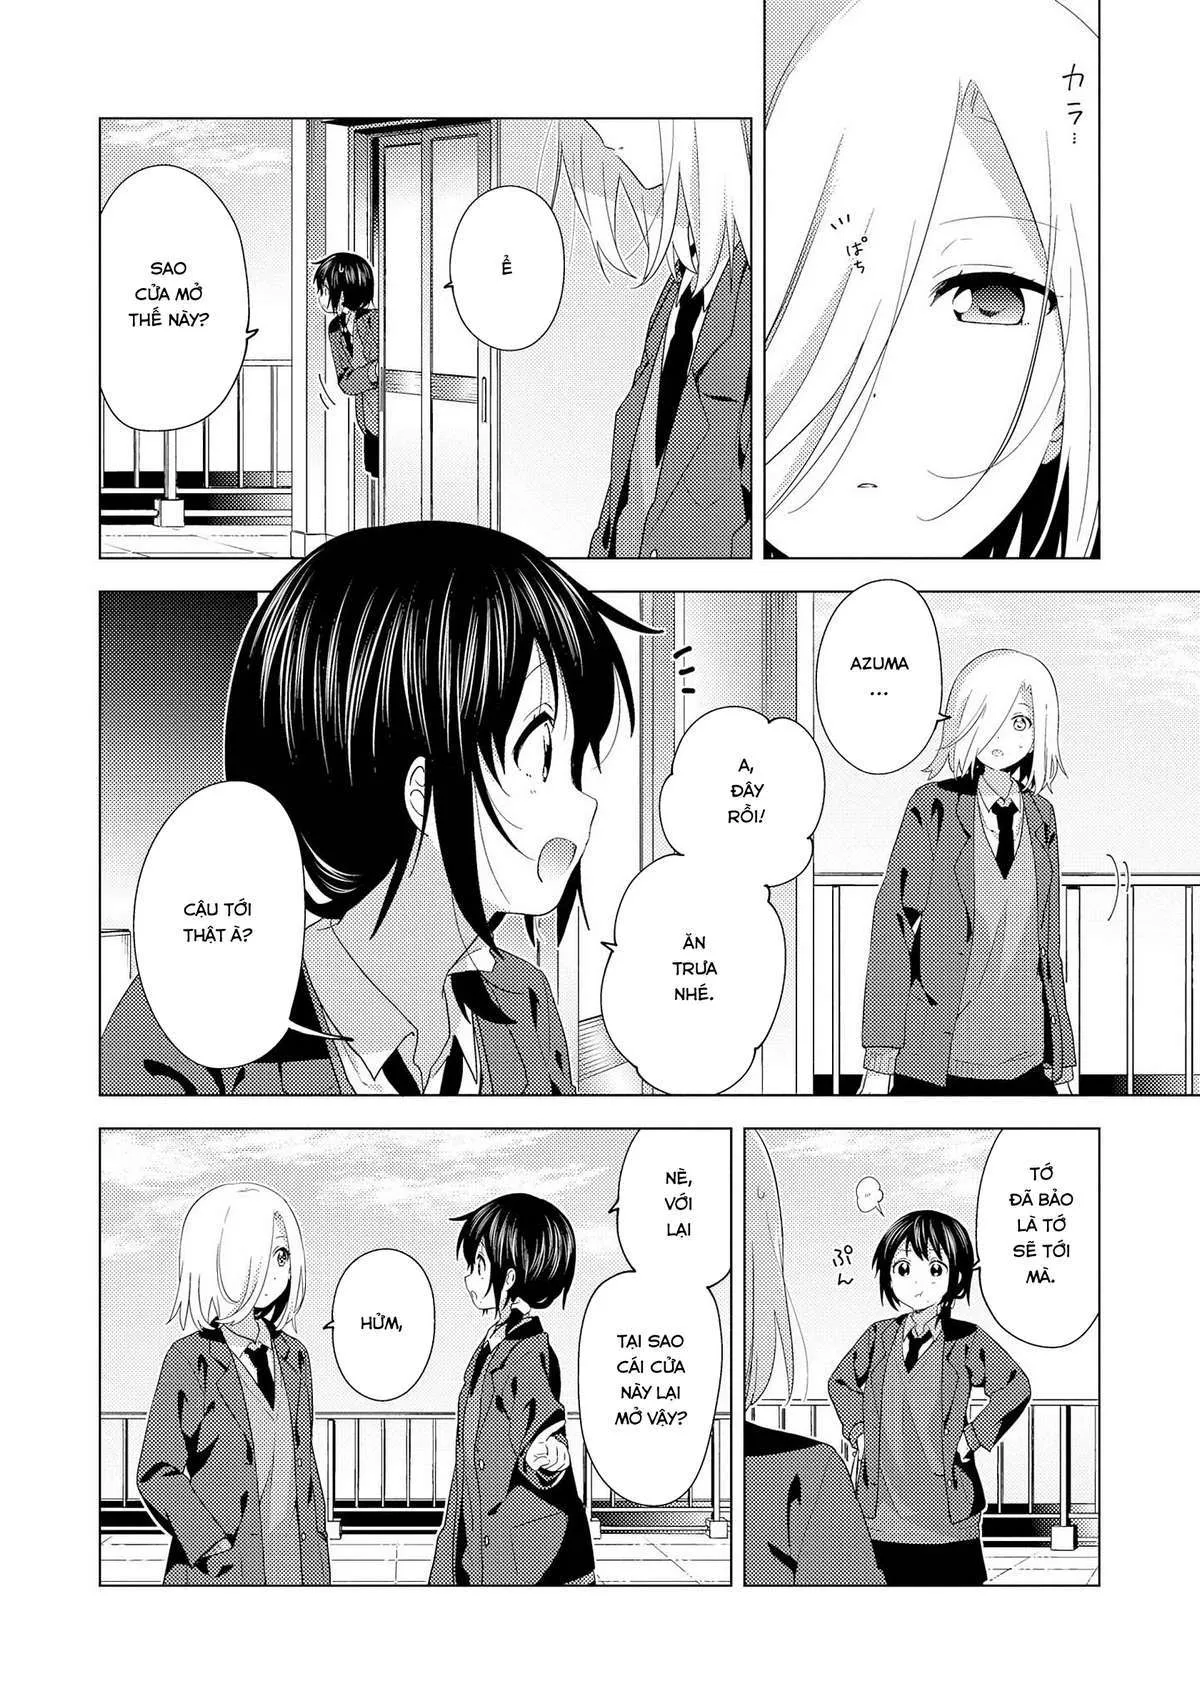 カラ…
ぱち
Ể
SAO
CỬA MỞ
THẾ NÀY?
AZUMA
...
A,
ĐÂY
RỒI!
ĂN
TRƯA
NHÉ.
CẬU TỚI
THẬT À?
TỚ
ĐÃ BẢO
LÀ TỚ
SẼ TỚI
MÀ.
ぷん
NÈ,
VỚI LẠI
TẠI SAO
CÁI CỬA
NÀY LẠI
MỞ VẬY?
HỬM,